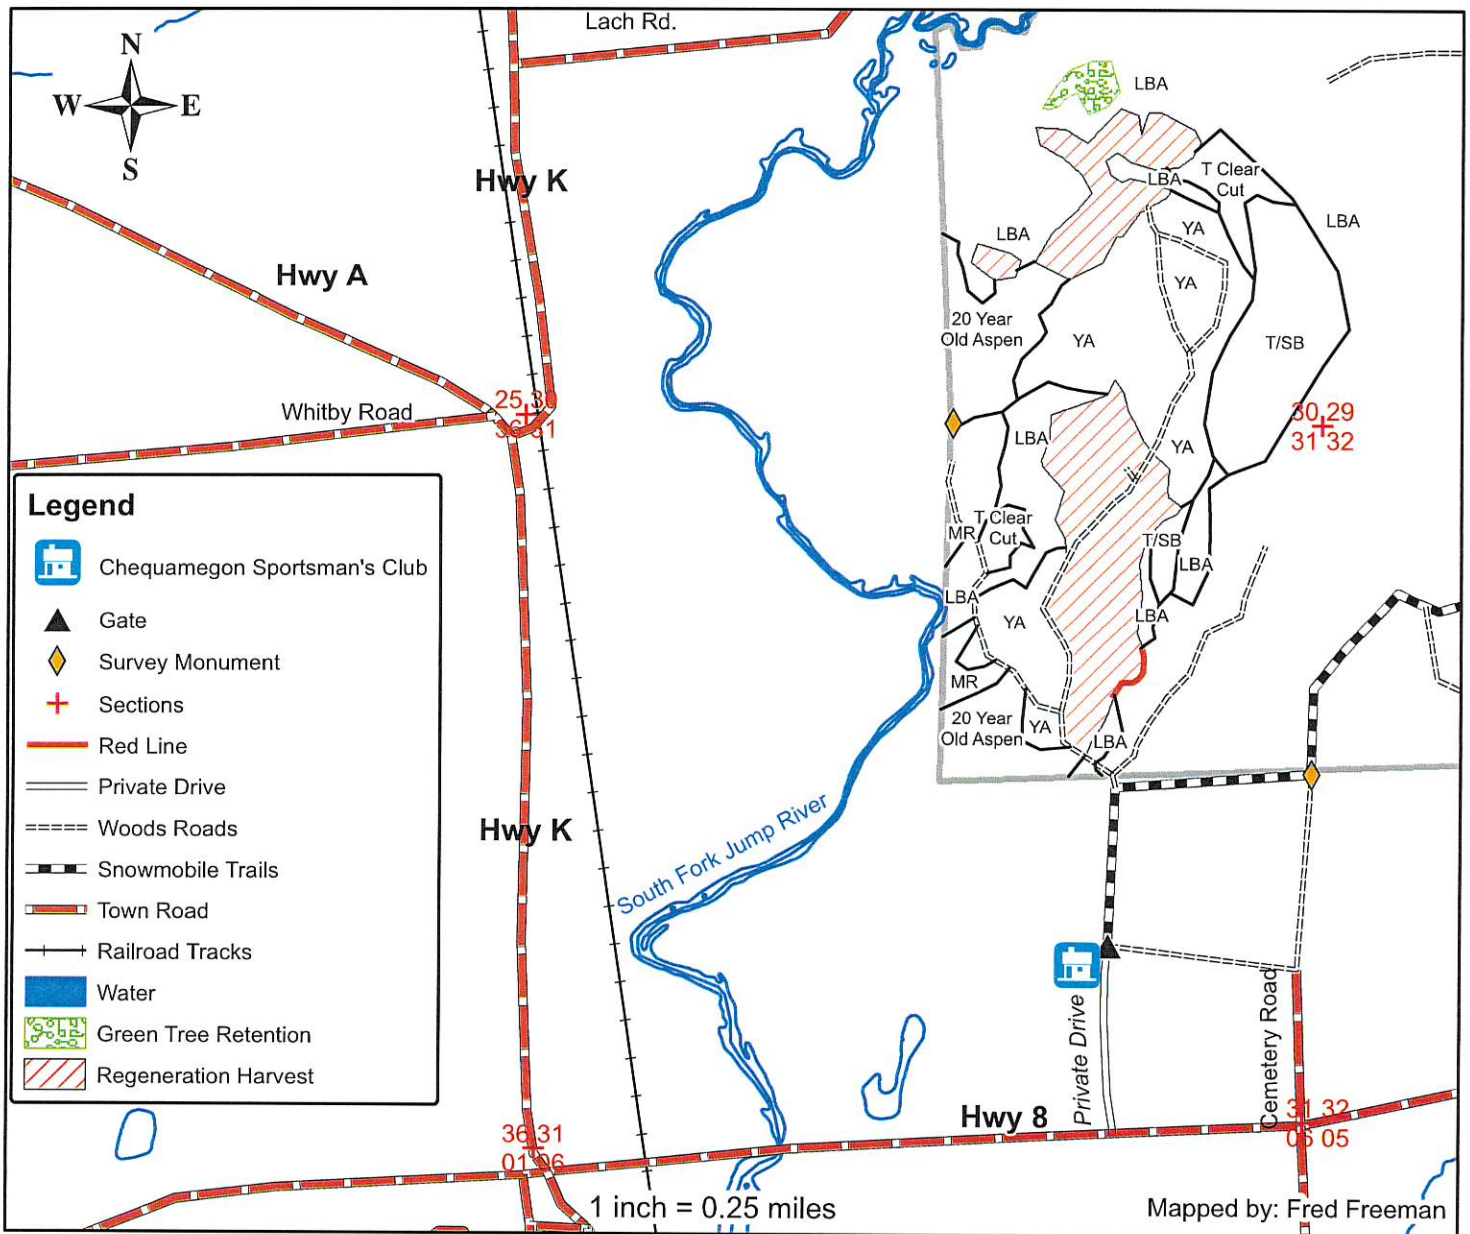 Lach Rd.
N
W E
S
LBA
Hwy K
T Clear
Cut
LBA
LBA
YA
LBA
Hwy A
YA
20 Year
Old Aspen
YA
T/SB
25 30
36 31
Whitby Road
30 29
31 32
LBA
YA
Legend
Chequamegon Sportsman's Club
Gate
Survey Monument
Sections
Red Line
Private Drive
Woods Roads
Snowmobile Trails
Town Road
Railroad Tracks
Water
Green Tree Retention
Regeneration Harvest
MR
T Clear
Cut
T/SB
LBA
LBA
YA
LBA
MR
20 Year
Old Aspen
YA
LBA
Hwy K
South Fork Jump River
Private Drive
Cemetery Road
Hwy 8
31 32
06 05
36 31
01 06
1 inch = 0.25 miles
Mapped by: Fred Freeman